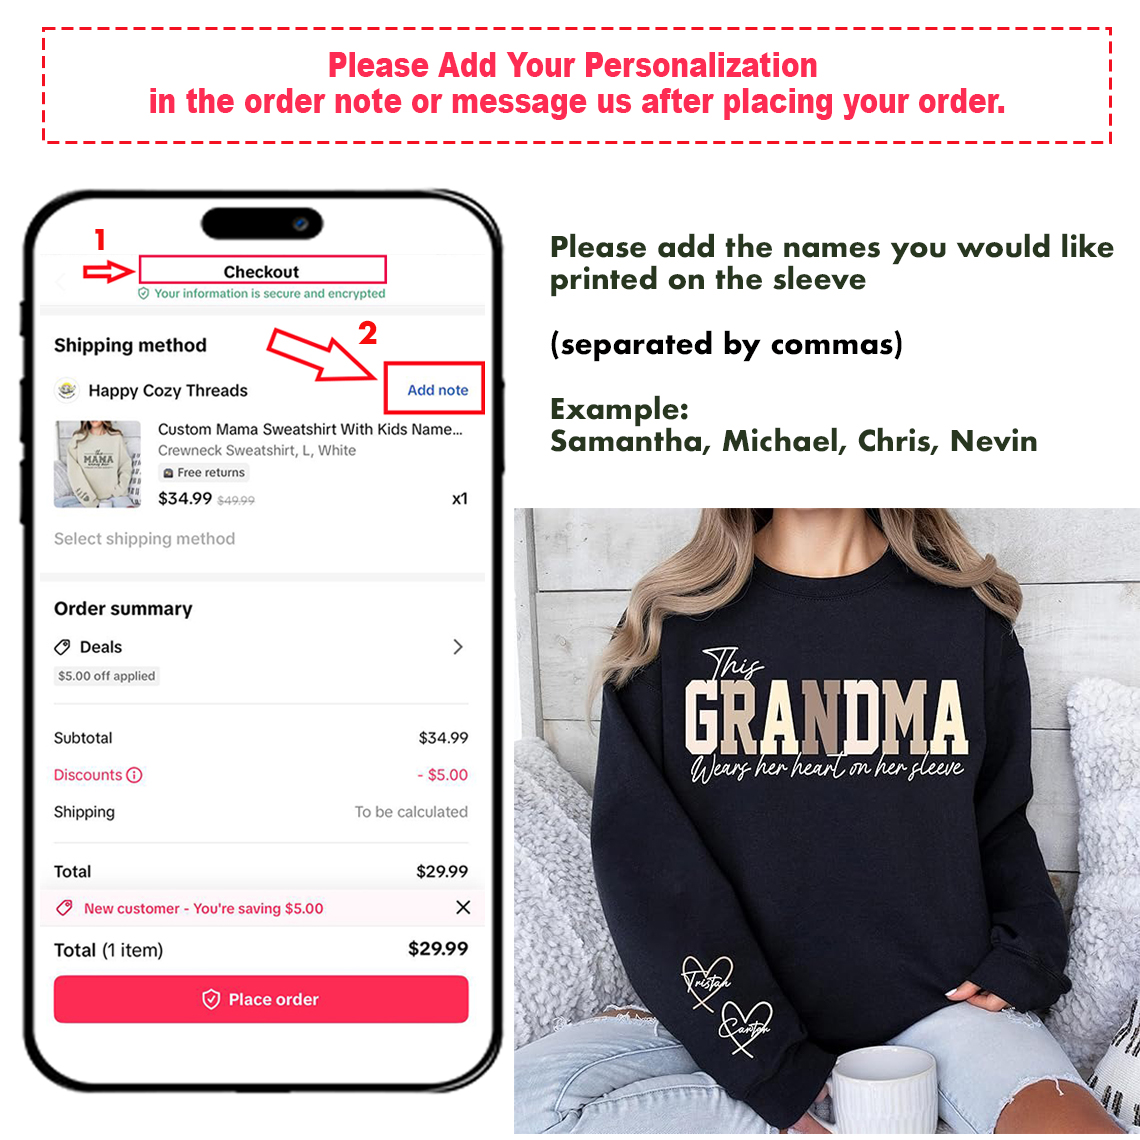 Please Add Your Personalization
in the order note or message us after placing your order.
1
Checkout
Your information is secure and encrypted
2
Shipping method
Happy Cozy Threads
Add note
MAMA
Custom Mama Sweatshirt With Kids Name...
Crewneck Sweatshirt, L, White
Free returns
$34.99 $49.99
x1
Select shipping method
Order summary
Deals
$5.00 off applied
Subtotal
$34.99
Discounts
- $5.00
Shipping
To be calculated
Total
$29.99
New customer - You're saving $5.00
Total (1 item)
$29.99
Place order
Please add the names you would like
printed on the sleeve
(separated by commas)
Example:
Samantha, Michael, Chris, Nevin
This
GRANDMA
Wears her heart on her sleeve
Tristan